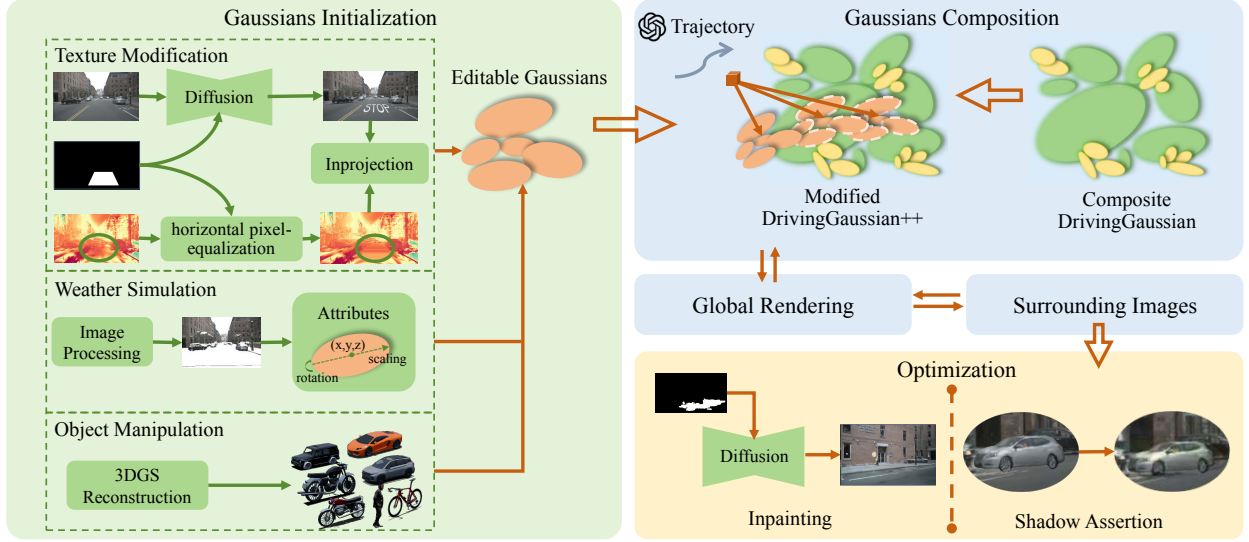 Gaussians Initialization
Texture Modification
Diffusion
STOP
Inprojection
horizontal pixel-
equalization
Editable Gaussians
Weather Simulation
Image
Processing
Attributes
(x,y,z)
scaling
rotation
Object Manipulation
3DGS
Reconstruction
Gaussians Composition
Trajectory
Modified
DrivingGaussian++
Composite
DrivingGaussian
Global Rendering
Surrounding Images
Optimization
Diffusion
Inpainting
Shadow Assertion